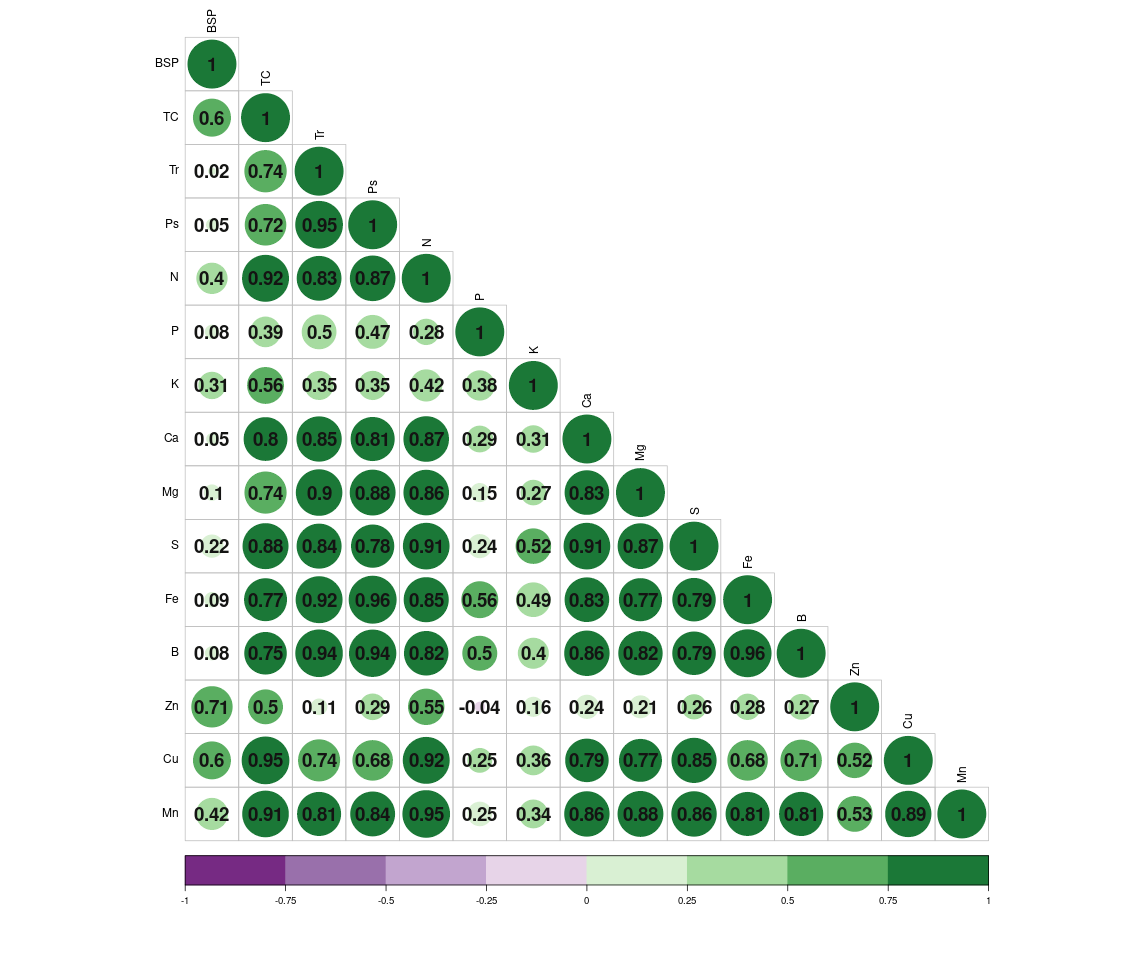 BSP
BSP 1 TC
TC 0.6 1 Tr
Tr 0.02 0.74 1 Ps
Ps 0.05 0.72 0.95 1 N
N 0.4 0.92 0.83 0.87 1 P
P 0.08 0.39 0.5 0.47 0.28 1 K
K 0.31 0.56 0.35 0.35 0.42 0.38 1 Ca
Ca 0.05 0.8 0.85 0.81 0.87 0.29 0.31 1 Mg
Mg 0.1 0.74 0.9 0.88 0.86 0.15 0.27 0.83 1 S
S 0.22 0.88 0.84 0.78 0.91 0.24 0.52 0.91 0.87 1 Fe
Fe 0.09 0.77 0.92 0.96 0.85 0.56 0.49 0.83 0.77 0.79 1 B
B 0.08 0.75 0.94 0.94 0.82 0.5 0.4 0.86 0.82 0.79 0.96 1 Zn
Zn 0.71 0.5 0.11 0.29 0.55 -0.04 0.16 0.24 0.21 0.26 0.28 0.27 1 Cu
Cu 0.6 0.95 0.74 0.68 0.92 0.25 0.36 0.79 0.77 0.85 0.68 0.71 0.52 1 Mn
Mn 0.42 0.91 0.81 0.84 0.95 0.25 0.34 0.86 0.88 0.86 0.81 0.81 0.53 0.89 1
-1 -0.75 -0.5 -0.25 0 0.25 0.5 0.75 1